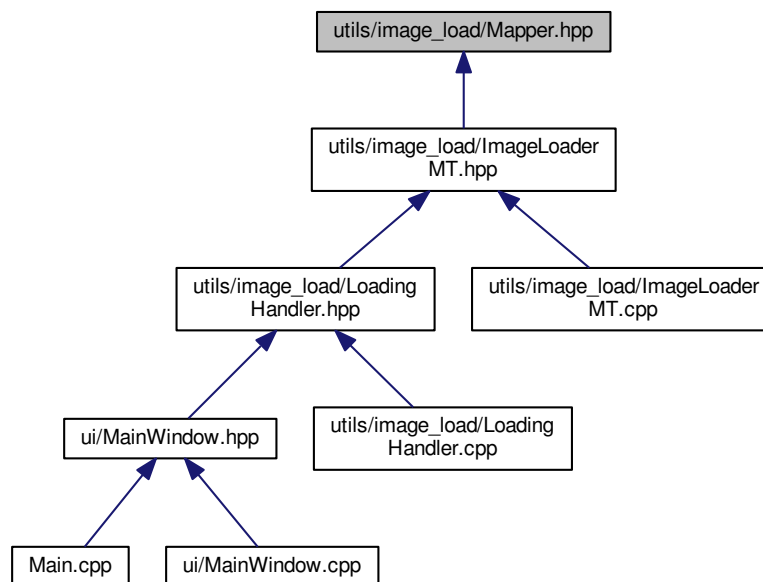 utils/image_load/Mapper.hpp
utils/image_load/ImageLoader
MT.hpp
utils/image_load/Loading
Handler.hpp
utils/image_load/ImageLoader
MT.cpp
ui/MainWindow.hpp
utils/image_load/Loading
Handler.cpp
Main.cpp
ui/MainWindow.cpp